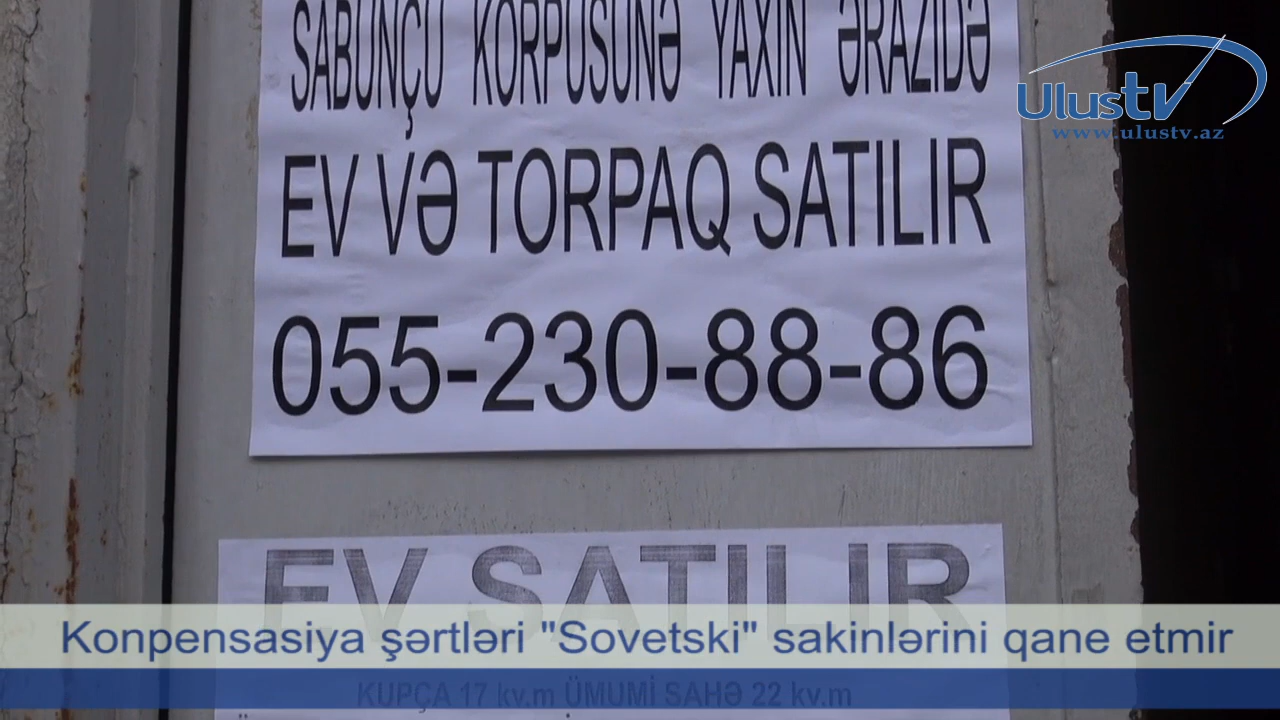 SABUNÇU KORPUSUNƏ YAXIN ƏRAZİDƏ
UlusTV
www.ulustv.az
EV VƏ TORPAQ SATILIR
055-230-88-86
EV SATILIR
Konpensasiya şərtləri "Sovetski" sakinlərini qane etmir
KUPÇA 17 kv.m ÜMUMİ SAHƏ 22 kv.m